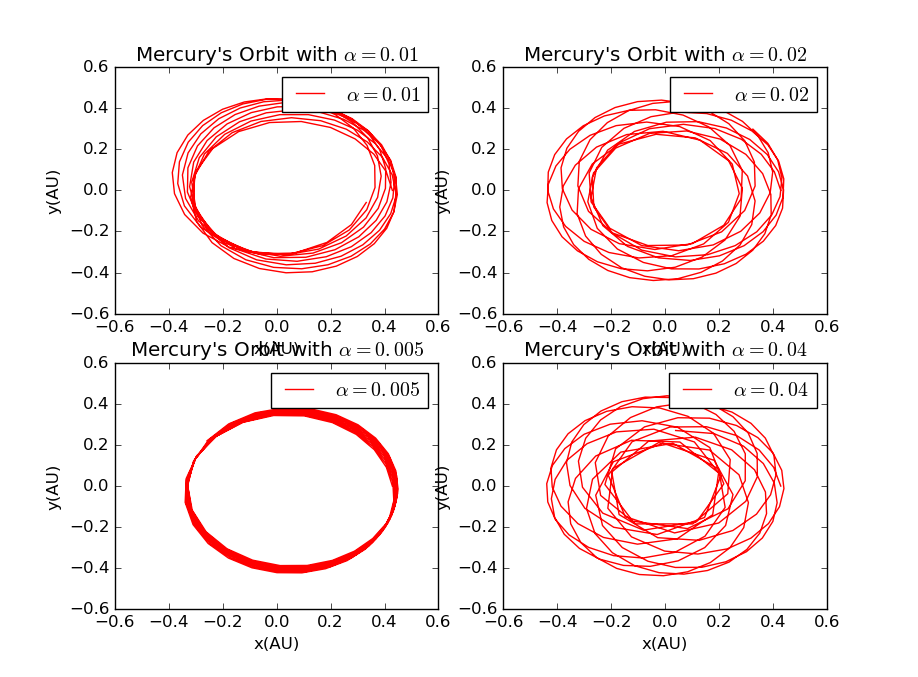 Mercury's Orbit with α = 0.01
α = 0.01
0.6
0.4
0.2
0.0
−0.2
−0.4
−0.6
y(AU)
−0.6 −0.4 −0.2 0.0 0.2 0.4 0.6
x(AU)
Mercury's Orbit with α = 0.02
α = 0.02
0.6
0.4
0.2
0.0
−0.2
−0.4
−0.6
y(AU)
−0.6 −0.4 −0.2 0.0 0.2 0.4 0.6
x(AU)
Mercury's Orbit with α = 0.005
α = 0.005
0.6
0.4
0.2
0.0
−0.2
−0.4
−0.6
y(AU)
−0.6 −0.4 −0.2 0.0 0.2 0.4 0.6
x(AU)
Mercury's Orbit with α = 0.04
α = 0.04
0.6
0.4
0.2
0.0
−0.2
−0.4
−0.6
y(AU)
−0.6 −0.4 −0.2 0.0 0.2 0.4 0.6
x(AU)